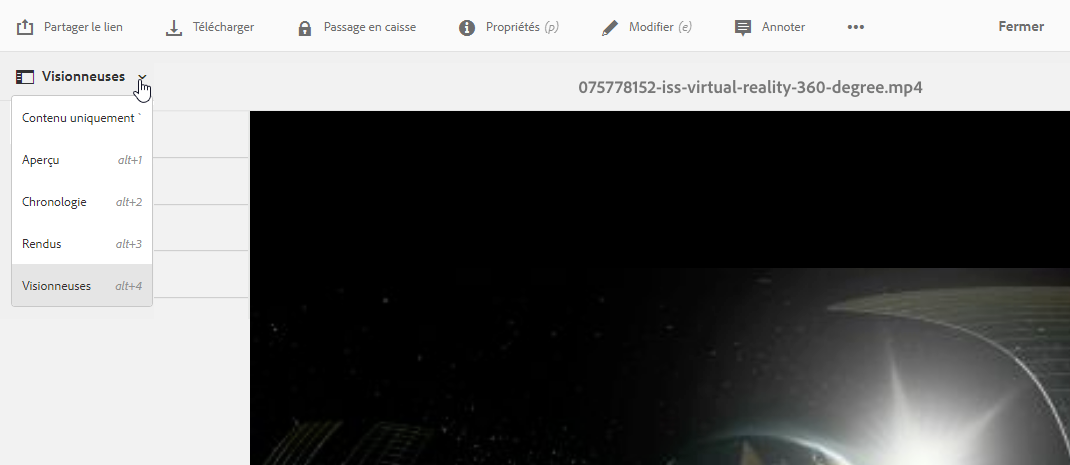 Partager le lien Télécharger Passage en caisse Propriétés (p) Modifier (e) Annoter ••• Fermer
Visionneuses
075778152-iss-virtual-reality-360-degree.mp4
Contenu uniquement `
Aperçu alt+1
Chronologie alt+2
Rendus alt+3
Visionneuses alt+4